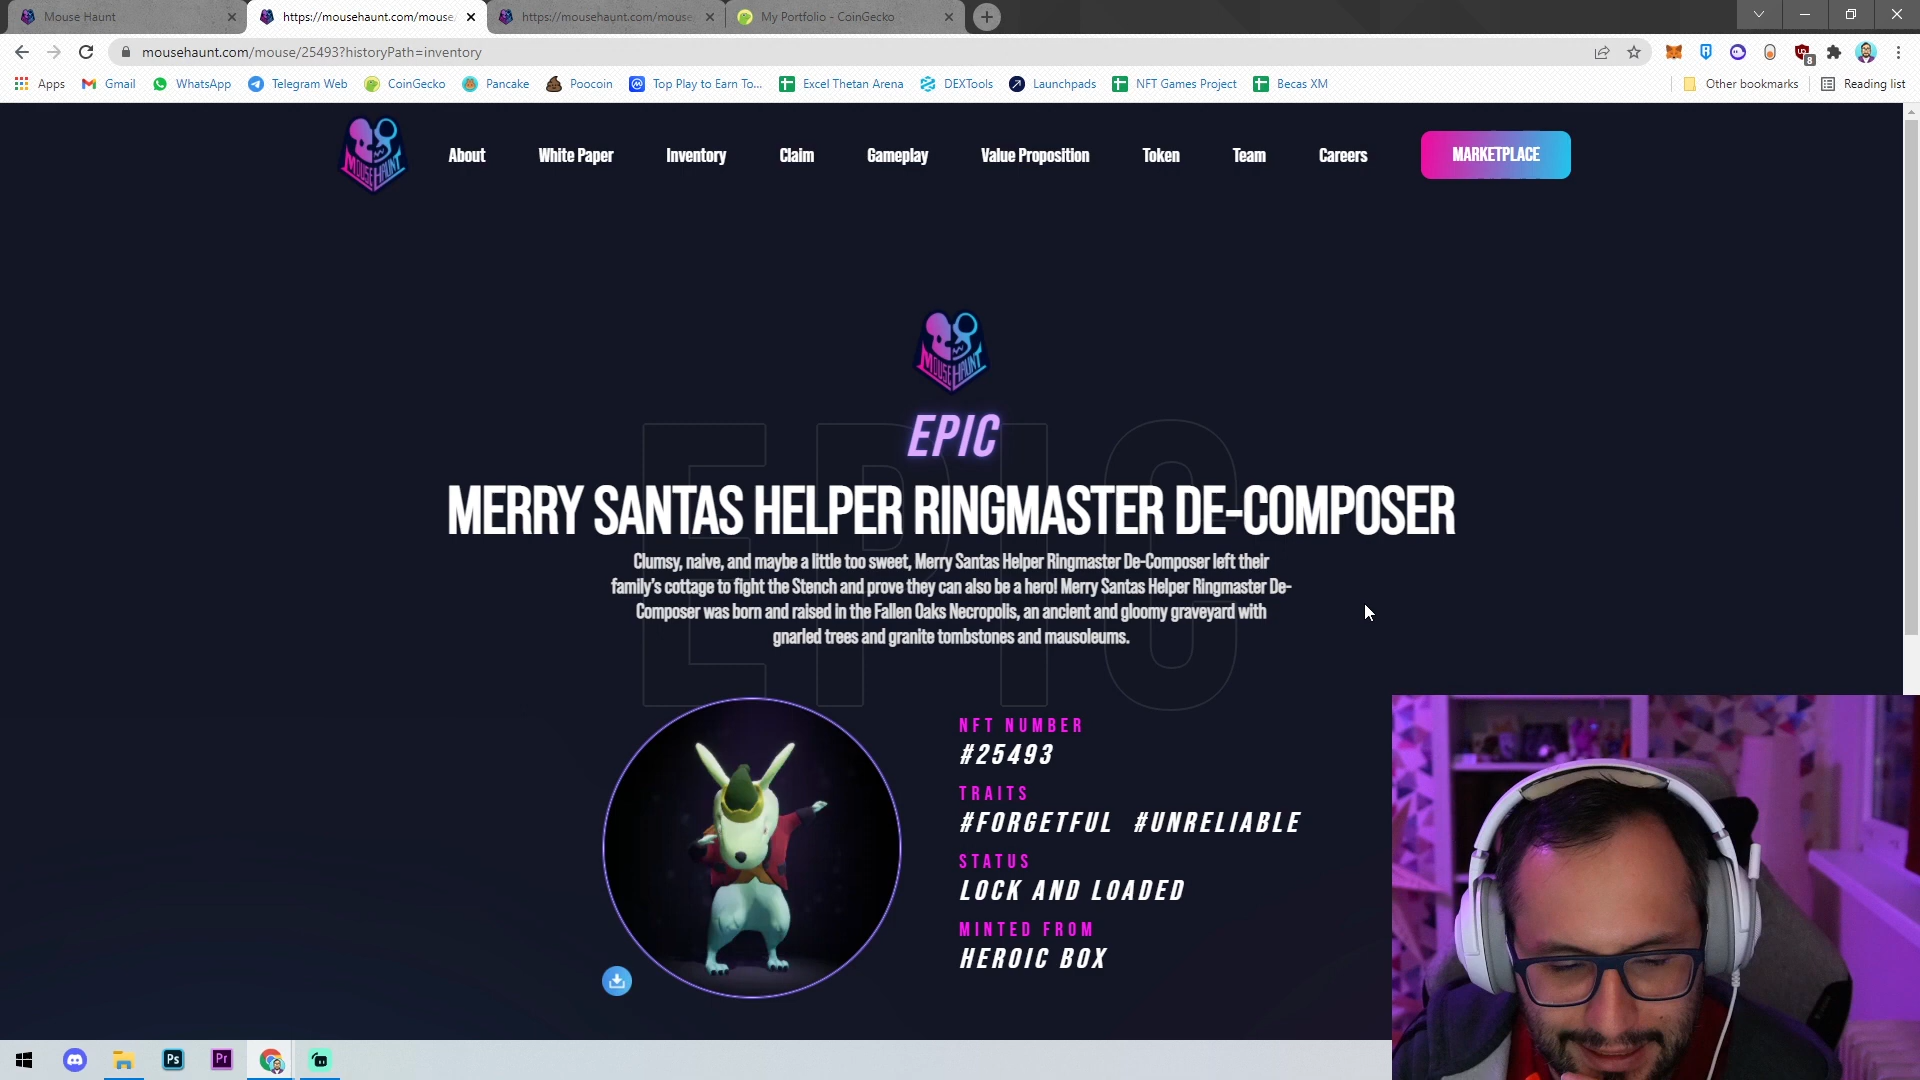 Mouse Haunt
https://mousehaunt.com/mouse/
https://mousehaunt.com/mouse
My Portfolio - CoinGecko
mousehaunt.com/mouse/25493?historyPath=inventory
8
Apps
Gmail
WhatsApp
Telegram Web
CoinGecko
Pancake
Poocoin
Top Play to Earn To...
Excel Thetan Arena
DEXTools
Launchpads
NFT Games Project
Becas XM
Other bookmarks
Reading list
MOUSEHAUNT
About
White Paper
Inventory
Claim
Gameplay
Value Proposition
Token
Team
Careers
MARKETPLACE
MOUSEHAUNT
EPIC
EPIC
MERRY SANTAS HELPER RINGMASTER DE-COMPOSER
Clumsy, naive, and maybe a little too sweet, Merry Santas Helper Ringmaster De-Composer left their
family's cottage to fight the Stench and prove they can also be a hero! Merry Santas Helper Ringmaster De-
Composer was born and raised in the Fallen Oaks Necropolis, an ancient and gloomy graveyard with
gnarled trees and granite tombstones and mausoleums.
NFT NUMBER
#25493
TRAITS
#FORGETFUL #UNRELIABLE
STATUS
LOCK AND LOADED
MINTED FROM
HEROIC BOX
Ps
Pr